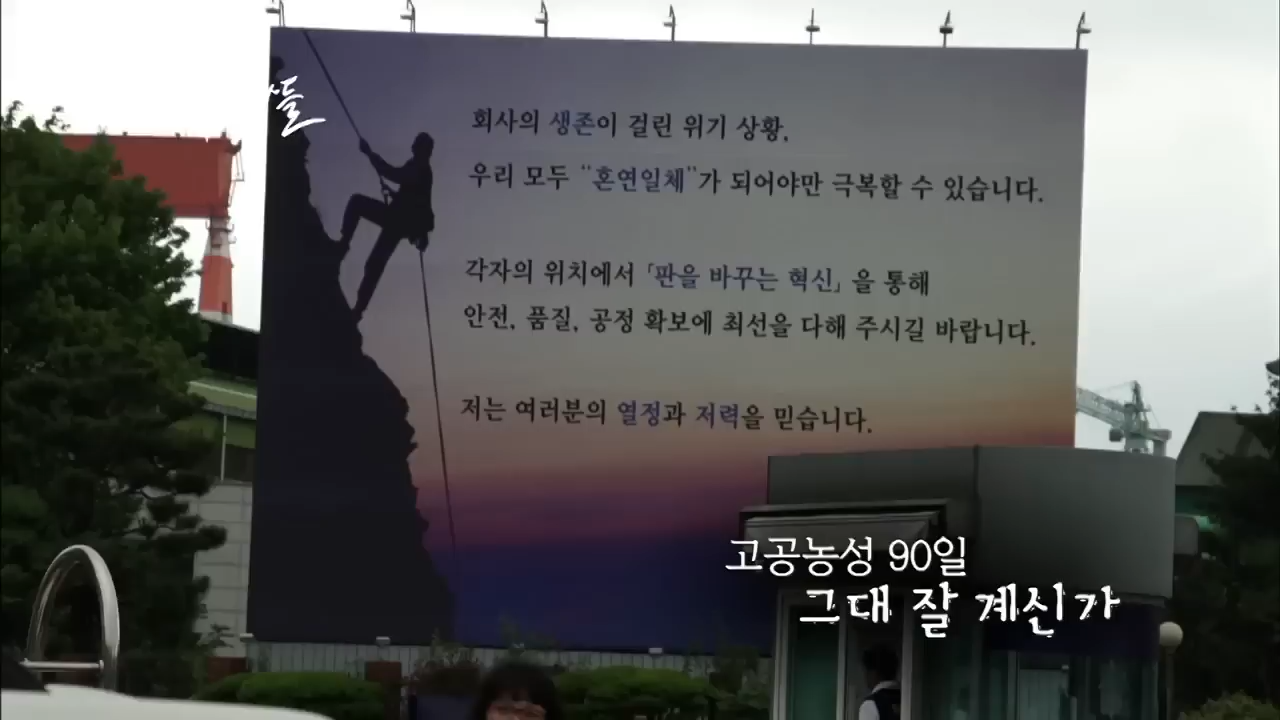 들
회사의 생존이 걸린 위기 상황,
우리 모두 "혼연일체"가 되어야만 극복할 수 있습니다.
각자의 위치에서 「판을 바꾸는 혁신」을 통해
안전, 품질, 공정 확보에 최선을 다해 주시길 바랍니다.
저는 여러분의 열정과 저력을 믿습니다.
고공농성 90일
그대 잘 계신가